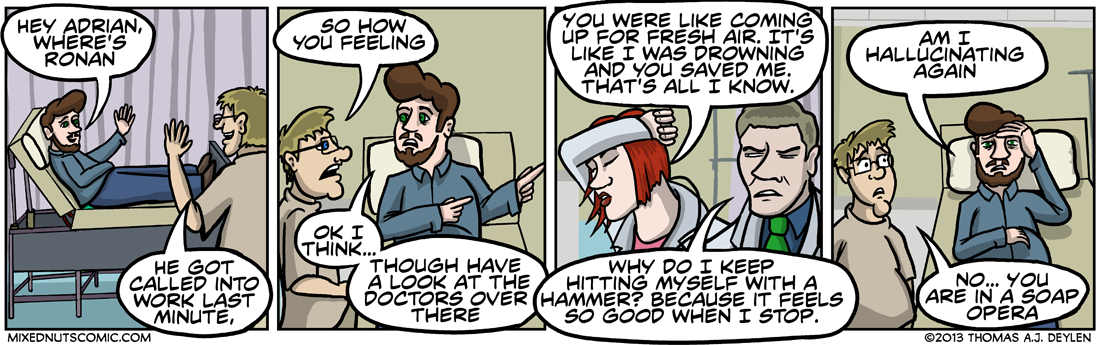 HEY ADRIAN,
WHERE'S
RONAN
HE GOT
CALLED INTO
WORK LAST
MINUTE,
SO HOW
YOU FEELING
OK I
THINK...
THOUGH HAVE
A LOOK AT THE
DOCTORS OVER
THERE
YOU WERE LIKE COMING
UP FOR FRESH AIR. IT'S
LIKE I WAS DROWNING
AND YOU SAVED ME.
THAT'S ALL I KNOW.
WHY DO I KEEP
HITTING MYSELF WITH A
HAMMER? BECAUSE IT FEELS
SO GOOD WHEN I STOP.
AM I
HALLUCINATING
AGAIN
NO... YOU
ARE IN A SOAP
OPERA
MIXEDNUTSCOMIC.COM
©2013 THOMAS A.J. DEYLEN